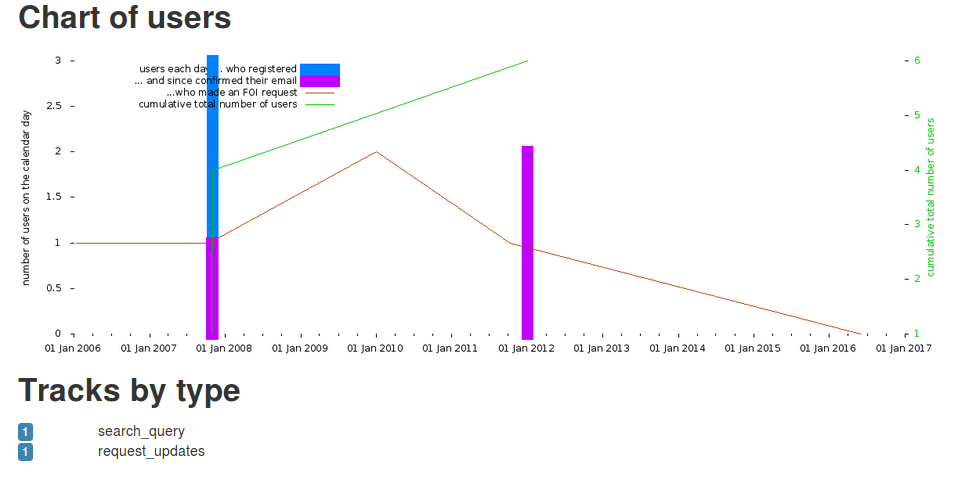 Chart of users
users each day ... who registered
... and since confirmed their email
...who made an FOI request
cumulative total number of users
number of users on the calendar day
3
2.5
2
1.5
1
0.5
0
cumulative total number of users
6
5
4
3
2
1
01 Jan 2006 01 Jan 2007 01 Jan 2008 01 Jan 2009 01 Jan 2010 01 Jan 2011 01 Jan 2012 01 Jan 2013 01 Jan 2014 01 Jan 2015 01 Jan 2016 01 Jan 2017
Tracks by type
1 search_query
1 request_updates